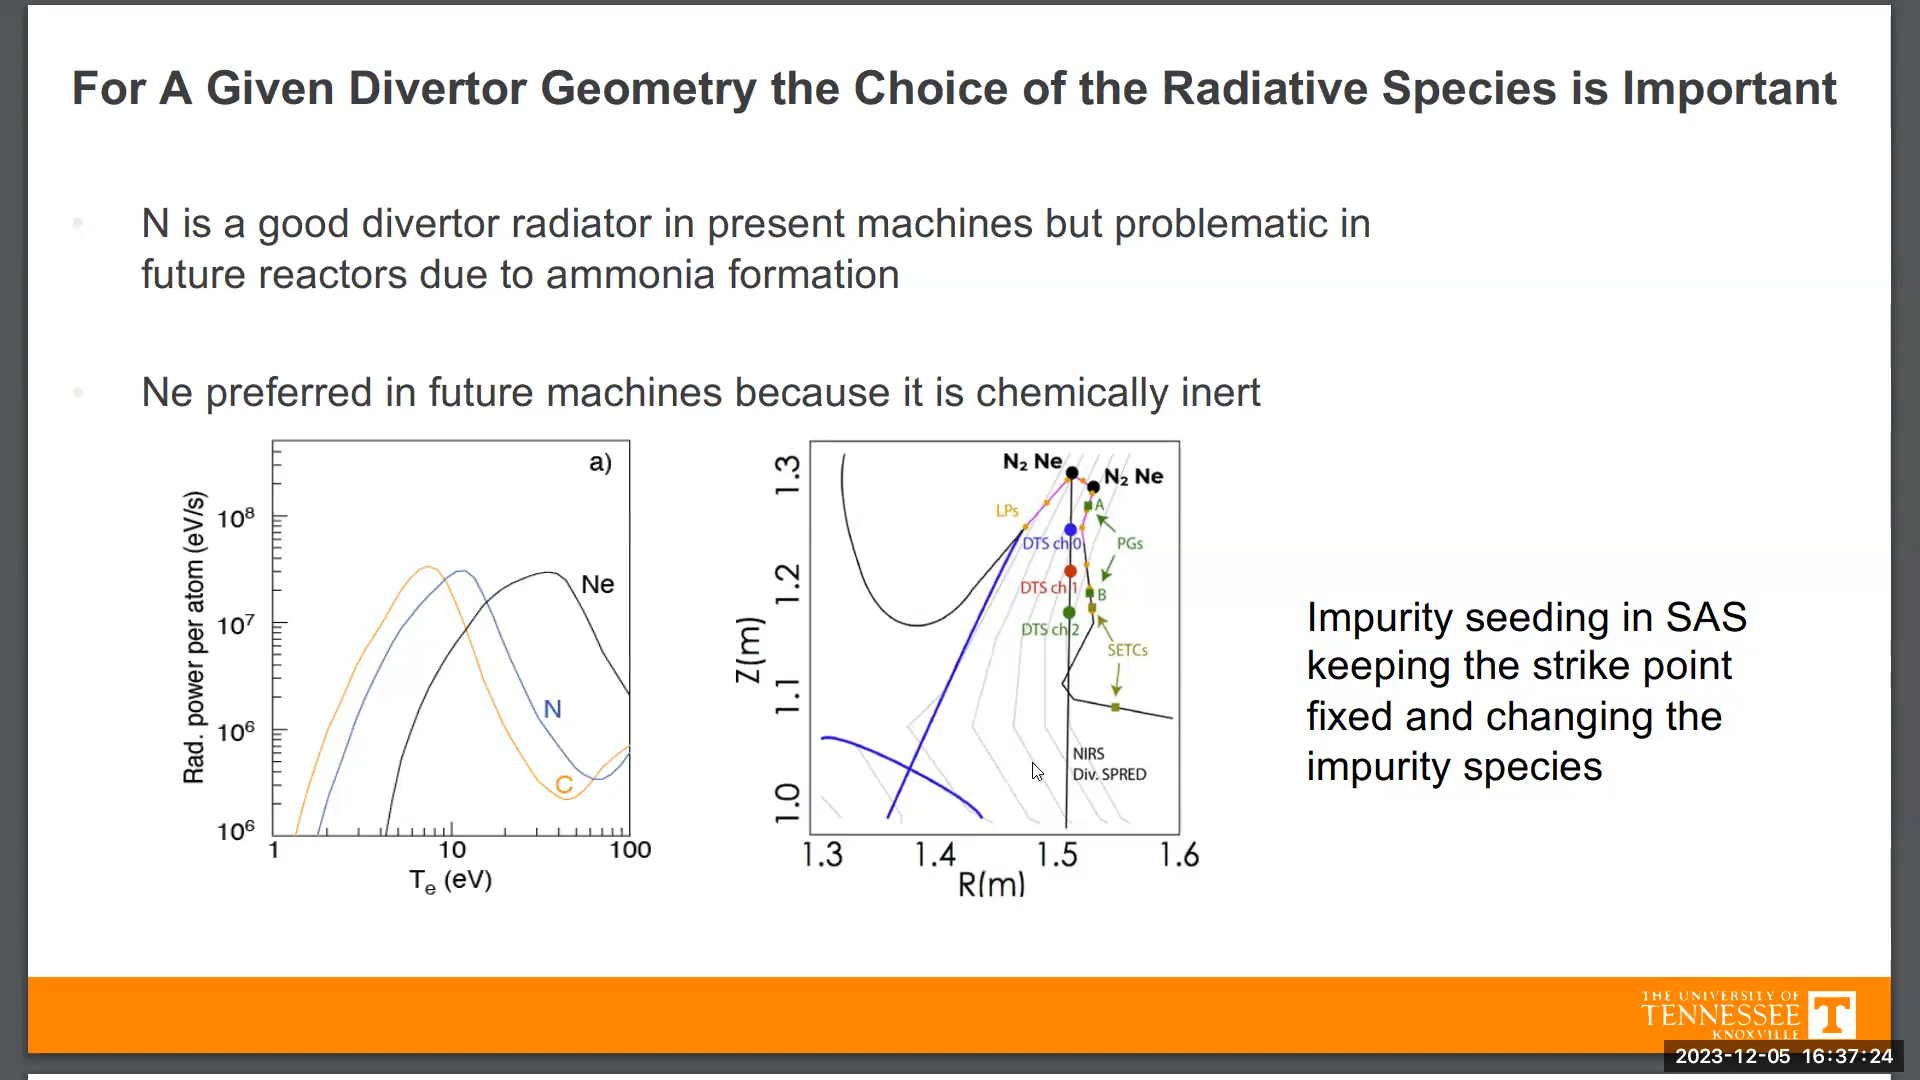 For A Given Divertor Geometry the Choice of the Radiative Species is Important
• N is a good divertor radiator in present machines but problematic in
future reactors due to ammonia formation
• Ne preferred in future machines because it is chemically inert
a)
Rad. power per atom (eV/s)
10⁸
10⁷
10⁶
10⁶
Ne
N
C
1 10 100
Te (eV)
Z(m)
1.3
1.2
1.1
1.0
N₂ Ne
N₂ Ne
LPs
A
DTS ch 0
PGs
DTS ch 1
B
DTS ch 2
SETCs
NIRS
Div. SPRED
1.3 1.4 1.5 1.6
R(m)
Impurity seeding in SAS
keeping the strike point
fixed and changing the
impurity species
THE UNIVERSITY OF
TENNESSEE
KNOXVILLE
T
2023-12-05 16:37:24